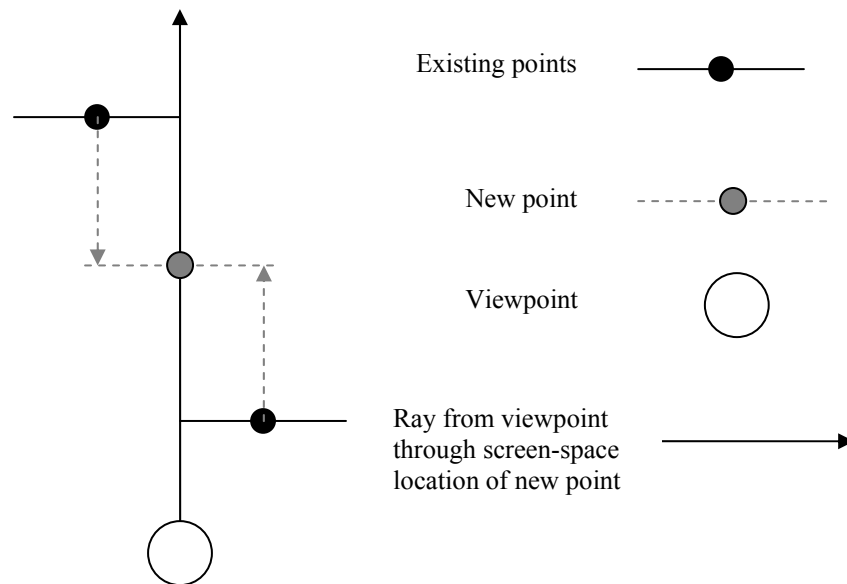 Existing points
New point
Viewpoint
Ray from viewpoint
through screen-space
location of new point